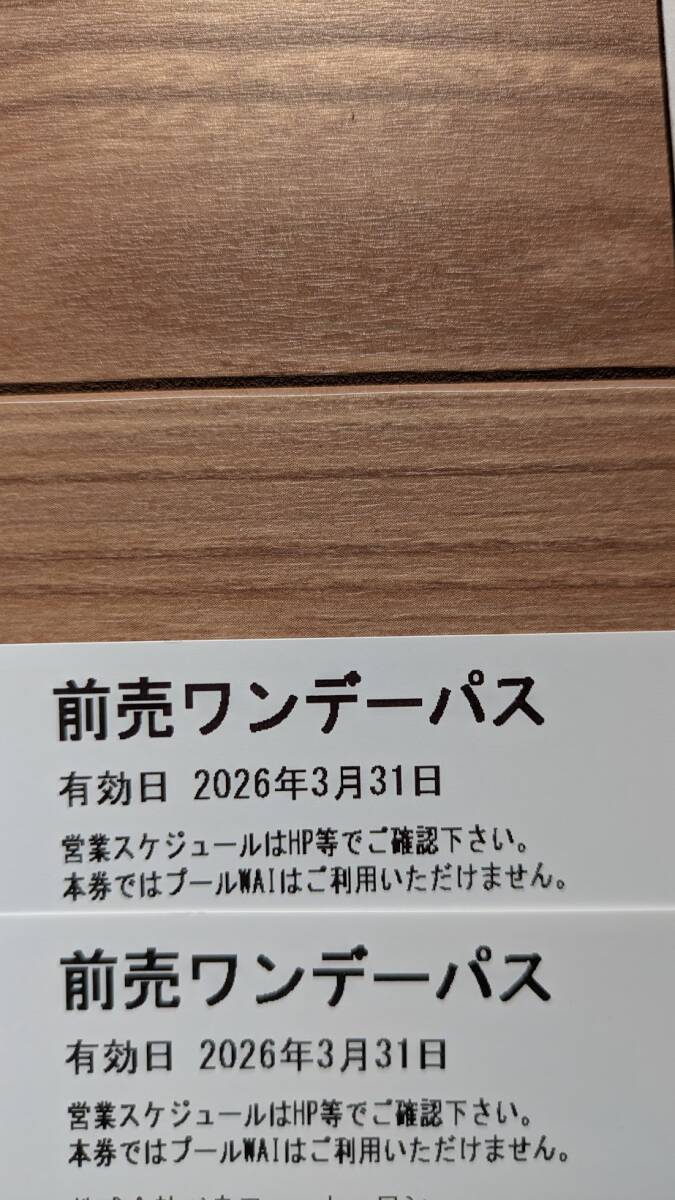 前売ワンデーパス
有効日 2026年3月31日
営業スケジュールはHP等でご確認下さい。
本券ではプールWAIはご利用いただけません。
前売ワンデーパス
有効日 2026年3月31日
営業スケジュールはHP等でご確認下さい。
本券ではプールWAIはご利用いただけません。